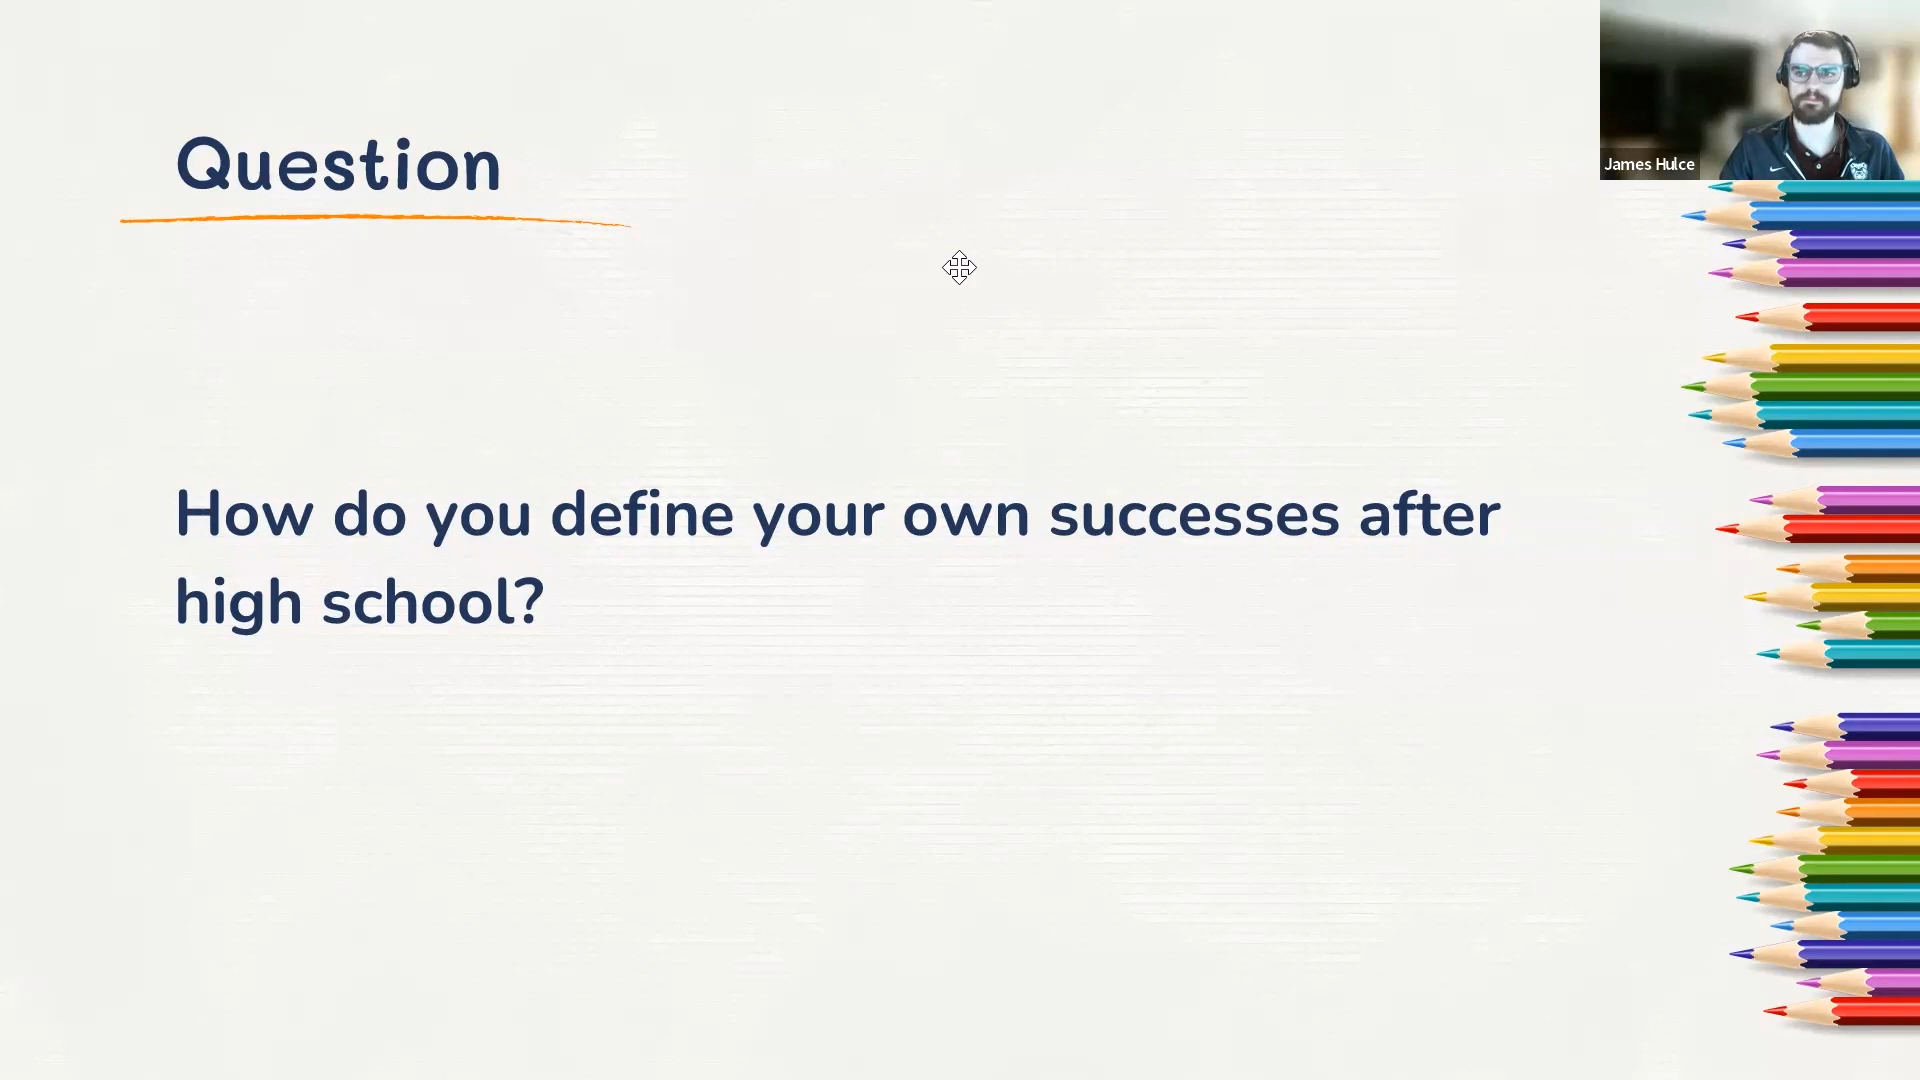 Question
James Hulce
How do you define your own successes after
high school?